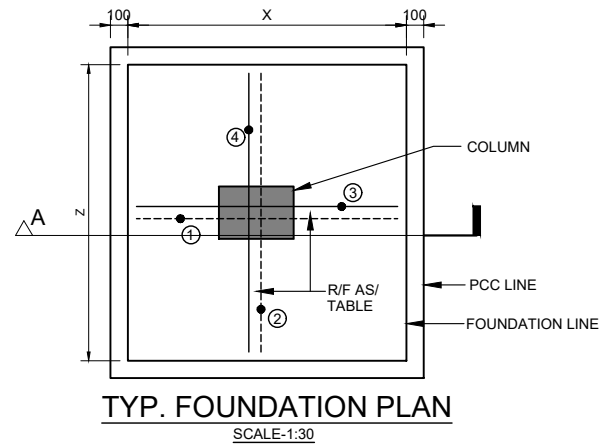 100 X 100
4
COLUMN
3
Z
A
1
R/F AS/
TABLE
PCC LINE
2
FOUNDATION LINE
TYP. FOUNDATION PLAN
SCALE-1:30